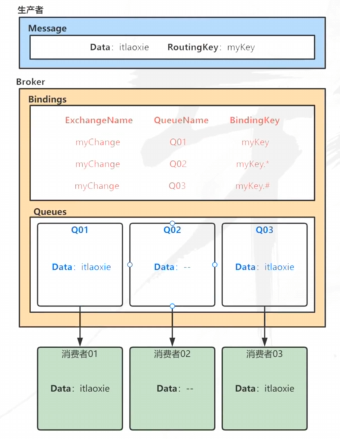 生产者
Message
Data: itlaoxie RoutingKey: myKey
Broker
Bindings
ExchangeName QueueName BindingKey
myChange Q01 myKey
myChange Q02 myKey.*
myChange Q03 myKey.#
Queues
Q01 Q02 Q03
Data: itlaoxie Data: -- Data: itlaoxie
消费者01 消费者02 消费者03
Data: itlaoxie Data: -- Data: itlaoxie